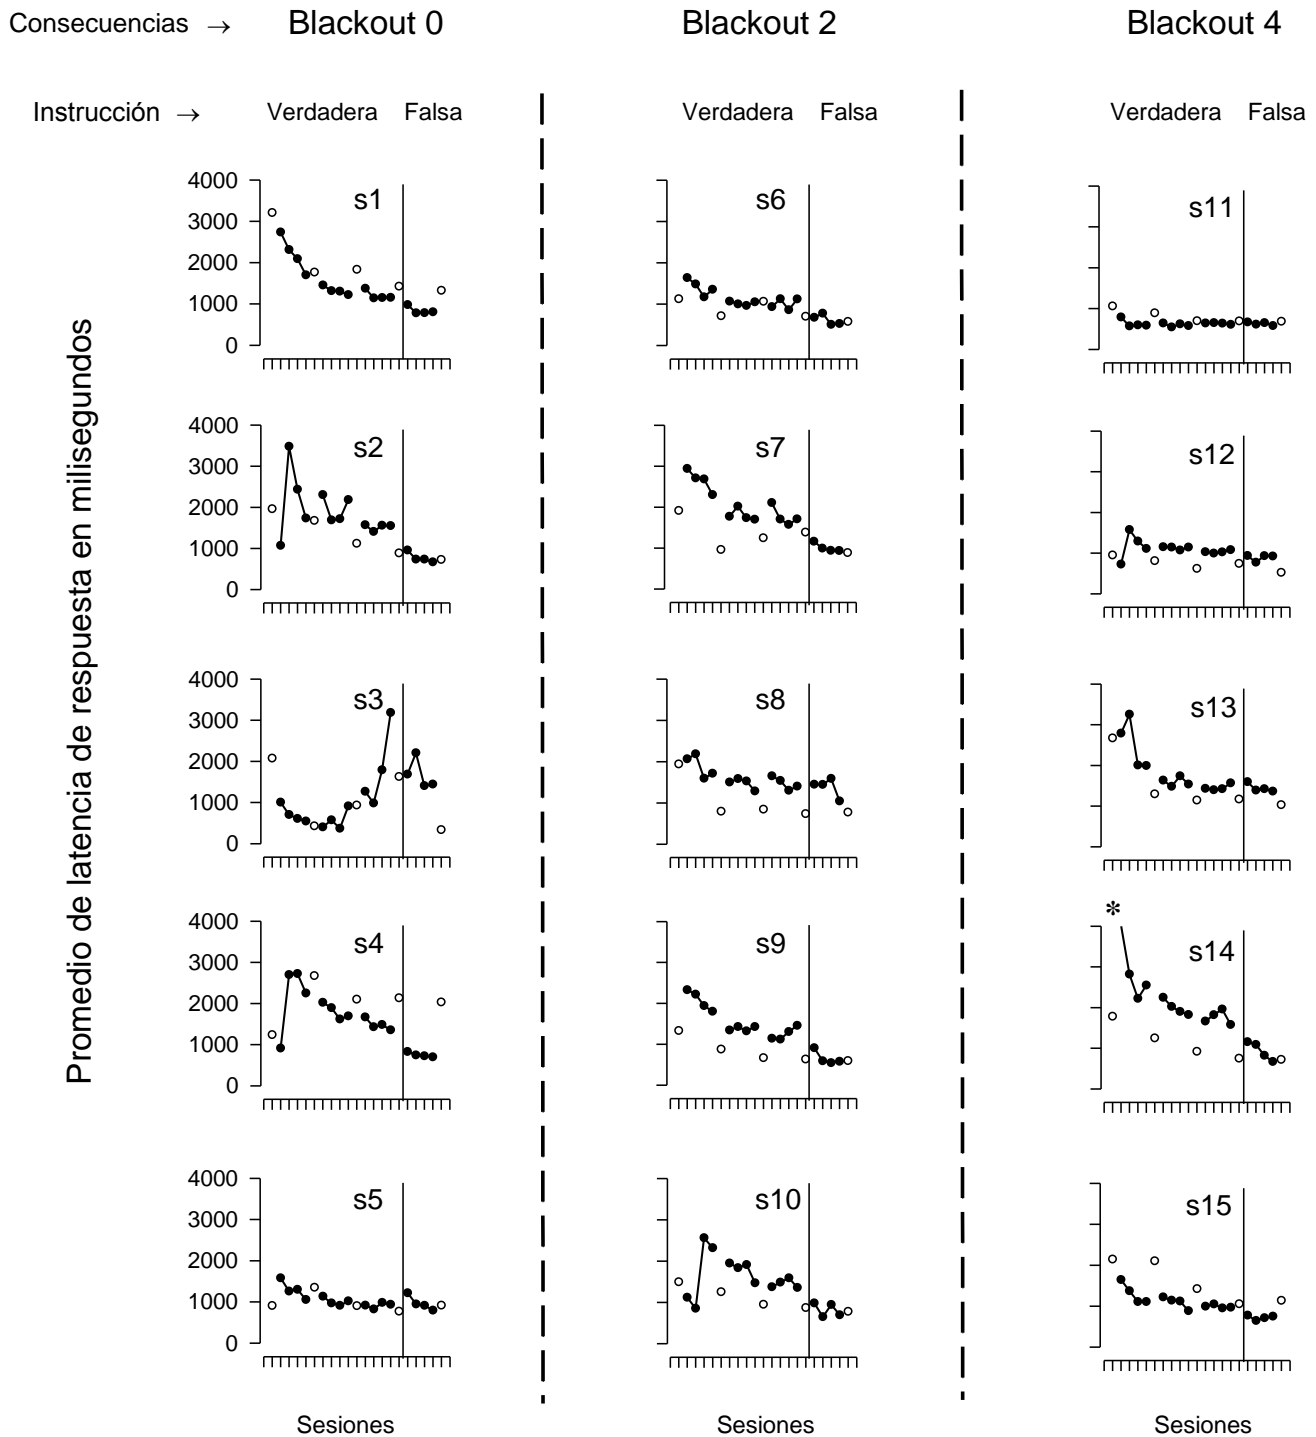 Consecuencias → Blackout 0 Blackout 2 Blackout 4
Instrucción → Verdadera Falsa Verdadera Falsa Verdadera Falsa
Promedio de latencia de respuesta en milisegundos
4000
3000
2000
1000
0
s1
s6
s11
4000
3000
2000
1000
0
s2
s7
s12
4000
3000
2000
1000
0
s3
s8
s13
4000
3000
2000
1000
0
s4
s9
*
s14
4000
3000
2000
1000
0
s5
s10
s15
Sesiones Sesiones Sesiones